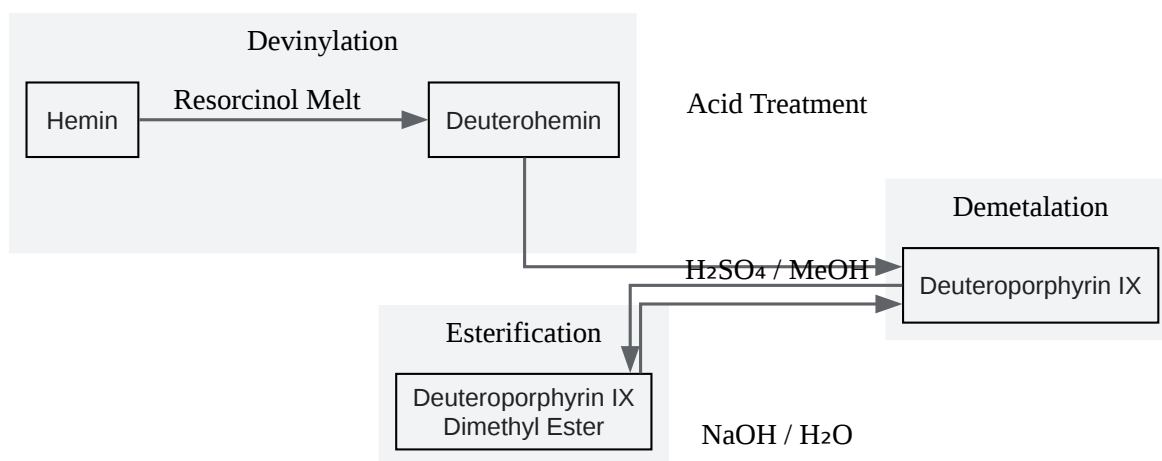 Devinylation
Hemin
Resorcinol Melt
Deuterohemin
Acid Treatment
Demetalation
H₂SO₄ / MeOH
Deuteroporphyrin IX
Esterification
Deuteroporphyrin IX
Dimethyl Ester
NaOH / H₂O